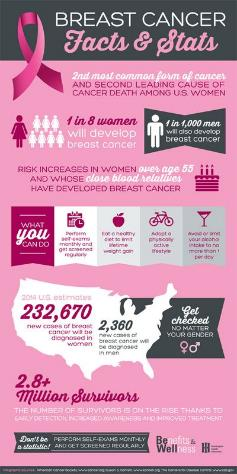 BREAST CANCER
Facts & Stats
2nd most common form of cancer
AND SECOND LEADING CAUSE OF
CANCER DEATH AMONG U.S. WOMEN
1 in 8 women
will develop
breast cancer
1 in 1,000 men
will also develop
breast cancer
RISK INCREASES IN WOMEN over age 55
AND WHOSE close blood relatives
HAVE DEVELOPED BREAST CANCER
WHAT
you
CAN DO
Perform
self-exams
monthly and
get screened
regularly
Eat a healthy
diet to limit
lifetime
weight gain
Adopt a
physically
active
lifestyle
Avoid or limit
your alcohol
intake to no
more than 1
per day
2014 U.S. estimates
232,670
new cases of breast
cancer will be
diagnosed in
women
2,360
new cases of
breast cancer will
be diagnosed
in men
Get
checked
NO MATTER
YOUR GENDER
2.8+
Million Survivors
THE NUMBER OF SURVIVORS IS ON THE RISE THANKS TO
EARLY DETECTION, INCREASED AWARENESS AND IMPROVED TREATMENT
Don't be a
statistic!
PERFORM SELF-EXAMS MONTHLY
AND GET SCREENED REGULARLY
Benefits &
Wellness